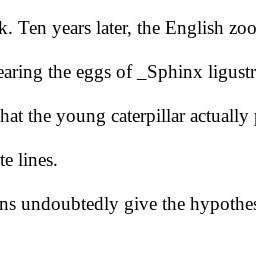 k. Ten years later, the English zoo
earing the eggs of _Sphinx ligustr
hat the young caterpillar actually p
te lines.
ns undoubtedly give the hypothes